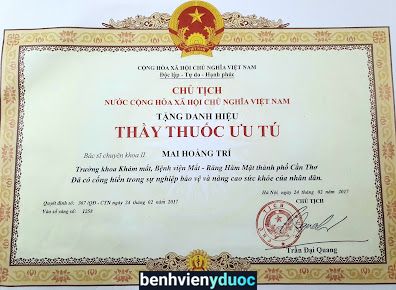 CỘNG HÒA XÃ HỘI CHỦ NGHĨA VIỆT NAM
Độc lập - Tự do - Hạnh phúc
CHỦ TỊCH
NƯỚC CỘNG HÒA XÃ HỘI CHỦ NGHĨA VIỆT NAM
TẶNG DANH HIỆU
THẦY THUỐC ƯU TÚ
Bác sĩ chuyên khoa II MAI HOÀNG TRÍ
Trưởng khoa Khám mắt, Bệnh viện Mắt - Răng Hàm Mặt thành phố Cần Thơ
Đã có cống hiến trong sự nghiệp bảo vệ và nâng cao sức khỏe của nhân dân.
Hà Nội, ngày 24 tháng 02 năm 2017
Quyết định số: 367 /QĐ - CTN ngày 24 tháng 02 năm 2017
CHỦ TỊCH
Vào sổ vàng số: 1258
Trần Đại Quang
benhvienyduoc